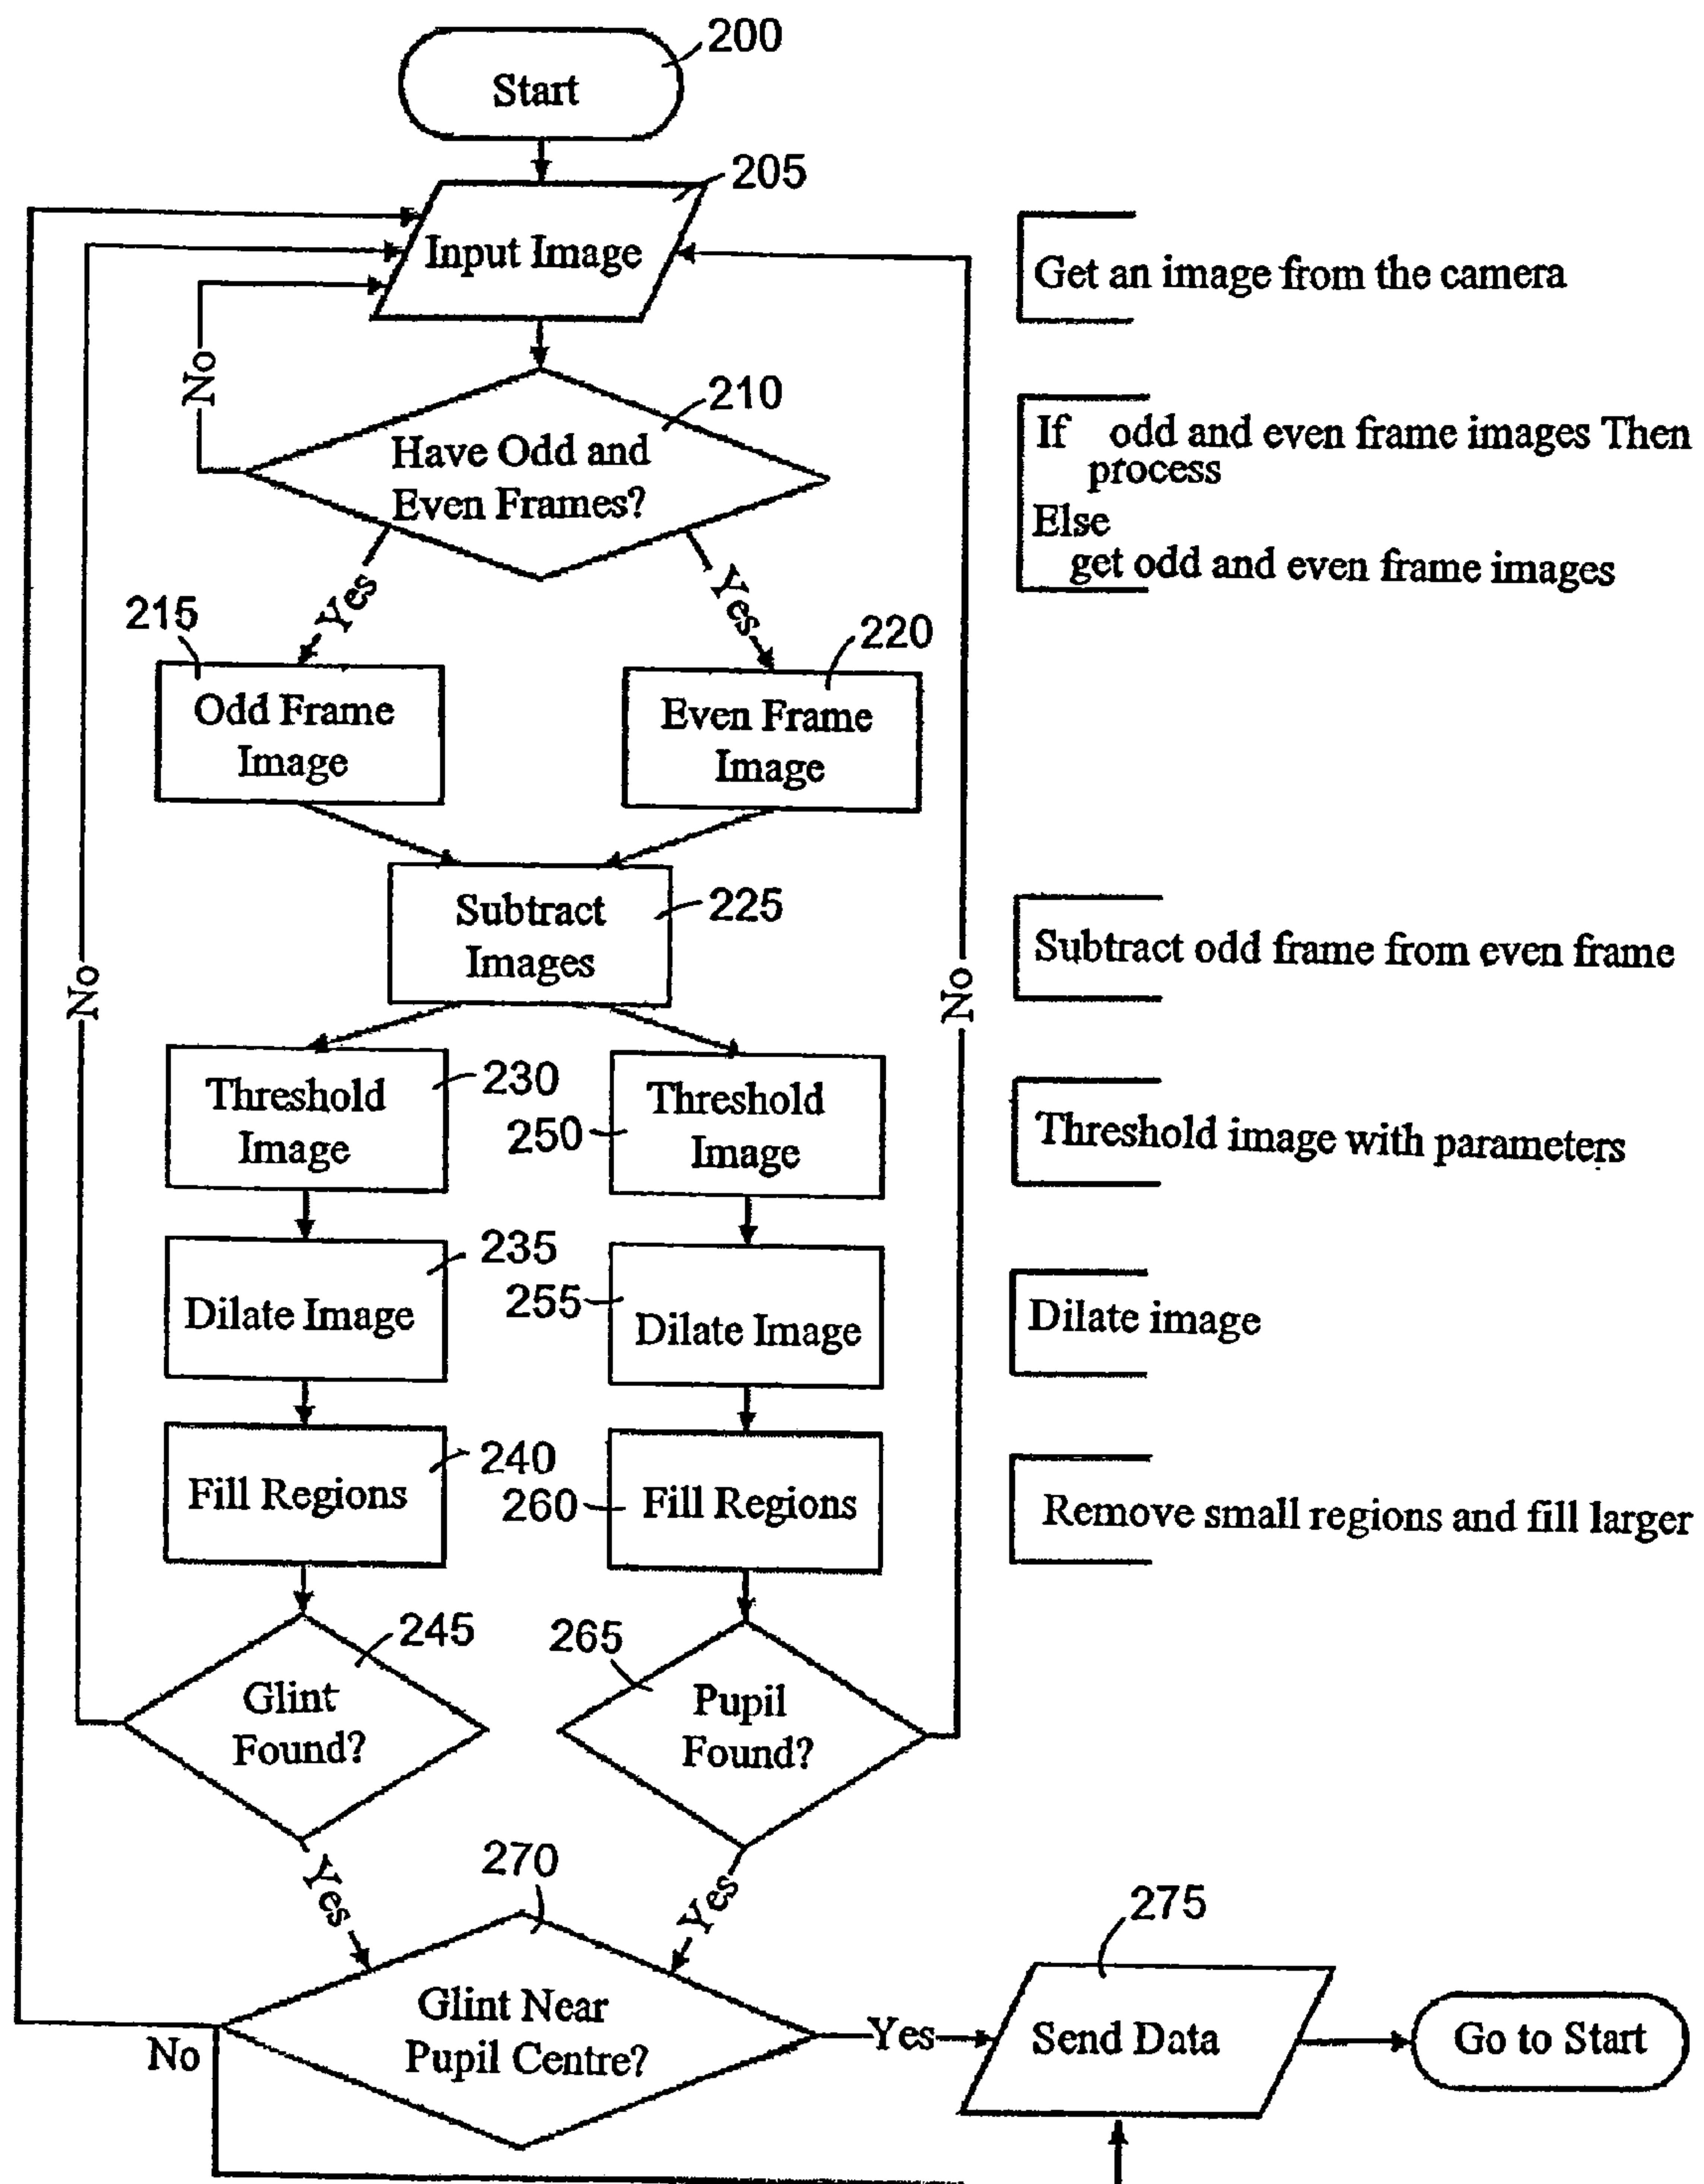 200
Start
205
Input Image
Get an image from the camera
No
210
Have Odd and
Even Frames?
If odd and even frame images Then
process
Else
get odd and even frame images
Yes
Yes
215
220
Odd Frame
Image
Even Frame
Image
Subtract
Images
225
Subtract odd frame from even frame
No
No
Threshold
Image
230
250
Threshold
Image
Threshold image with parameters
235
Dilate Image
255
Dilate Image
Dilate image
240
Fill Regions
260
Fill Regions
Remove small regions and fill larger
245
Glint
Found?
265
Pupil
Found?
Yes
Yes
270
Glint Near
Pupil Centre?
No
Yes
275
Send Data
Go to Start